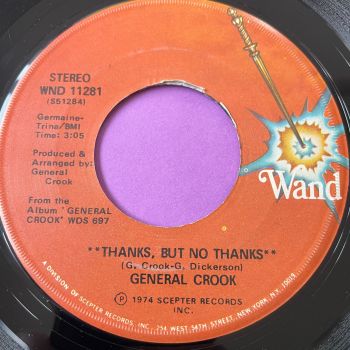 STEREO
WND 11281
(S51284)
Germaine-
Trina/BMI
Time: 3:05
Produced &
Arranged by:
General
Crook
From the
Album "GENERAL
CROOK" WDS 697
Wand
**THANKS, BUT NO THANKS**
(G. Crook-G. Dickerson)
GENERAL CROOK
Ⓟ 1974 SCEPTER RECORDS
INC.
A DIVISION OF SCEPTER RECORDS, INC., 254 WEST 54TH STREET, NEW YORK, N.Y. 10019